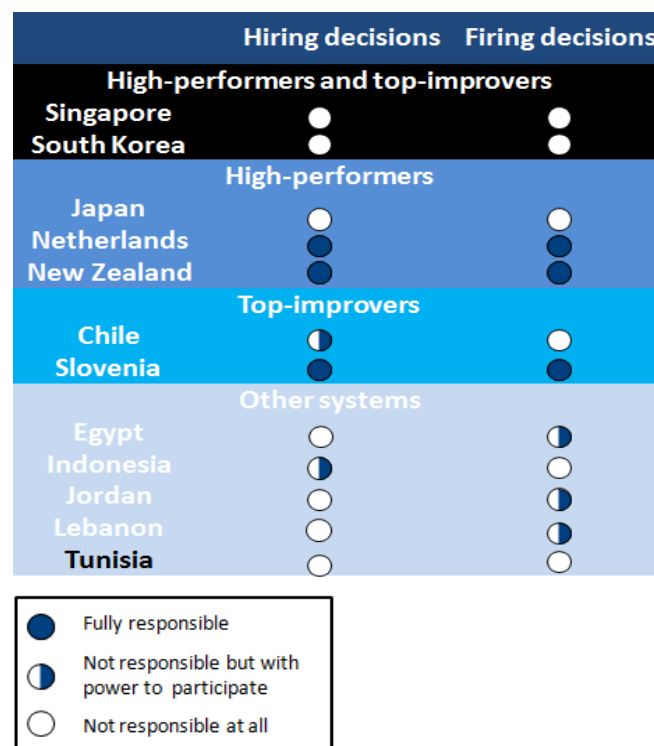 Hiring decisions Firing decisions
High-performers and top-improvers
Singapore
South Korea
High-performers
Japan
Netherlands
New Zealand
Top-improvers
Chile
Slovenia
Other systems
Egypt
Indonesia
Jordan
Lebanon
Tunisia
Fully responsible
Not responsible but with
power to participate
Not responsible at all